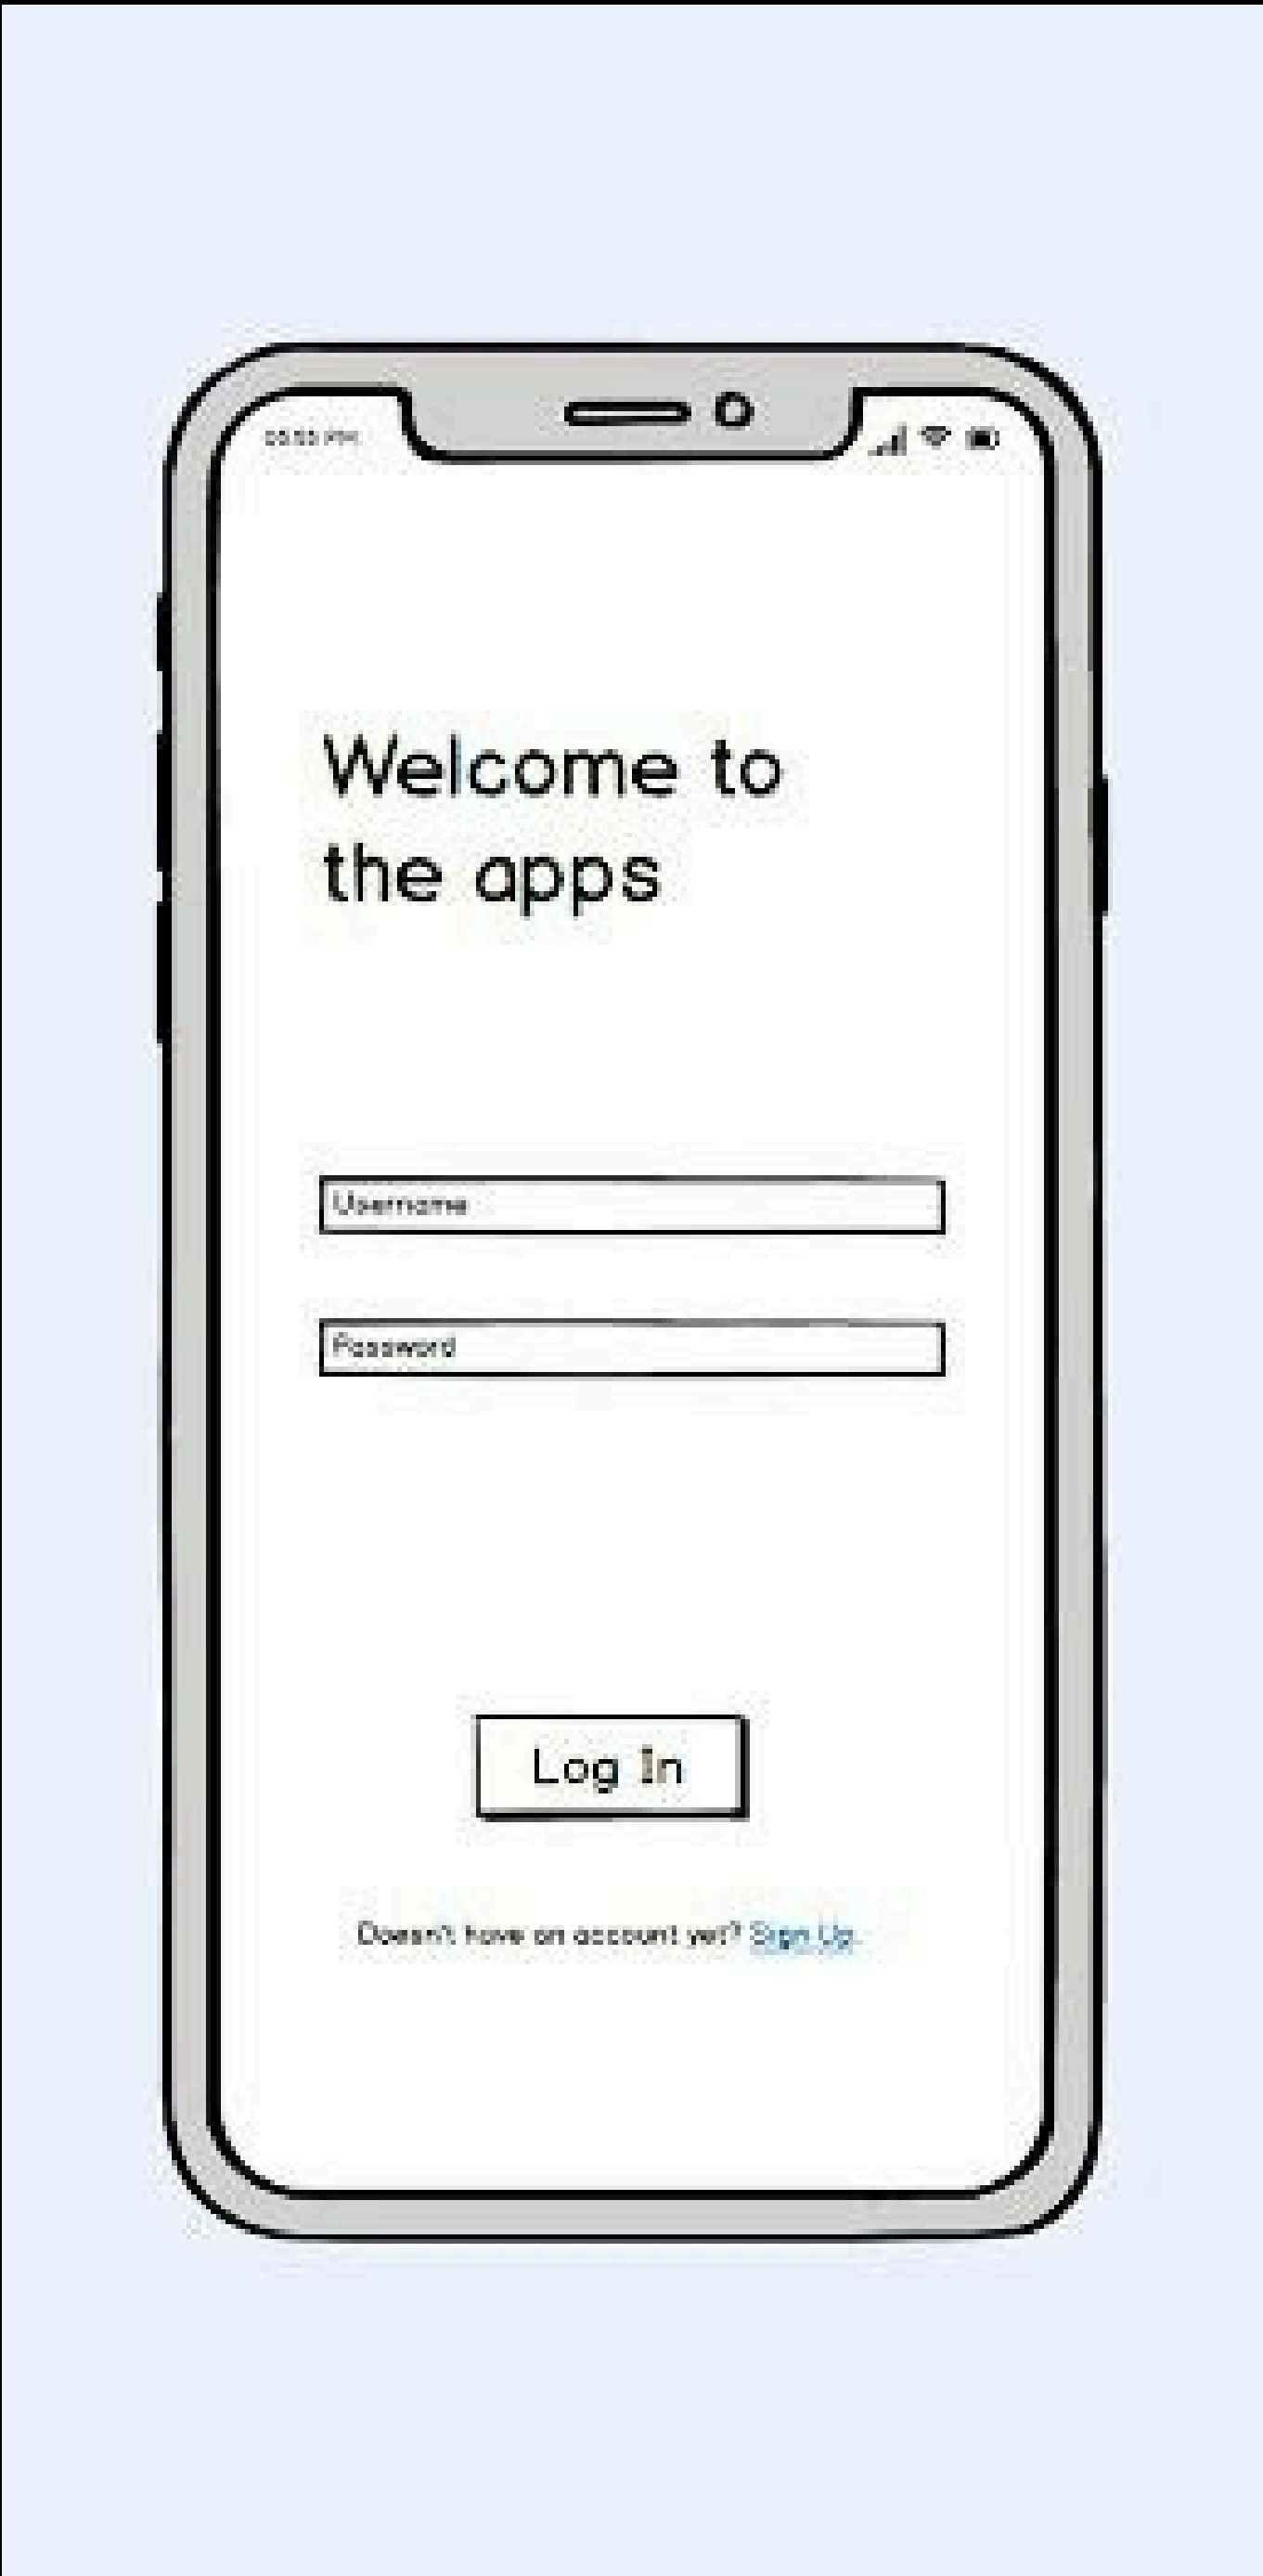 Welcome to
the apps
Username
Password
Log In
Doesn't have an account yet? Sign Up